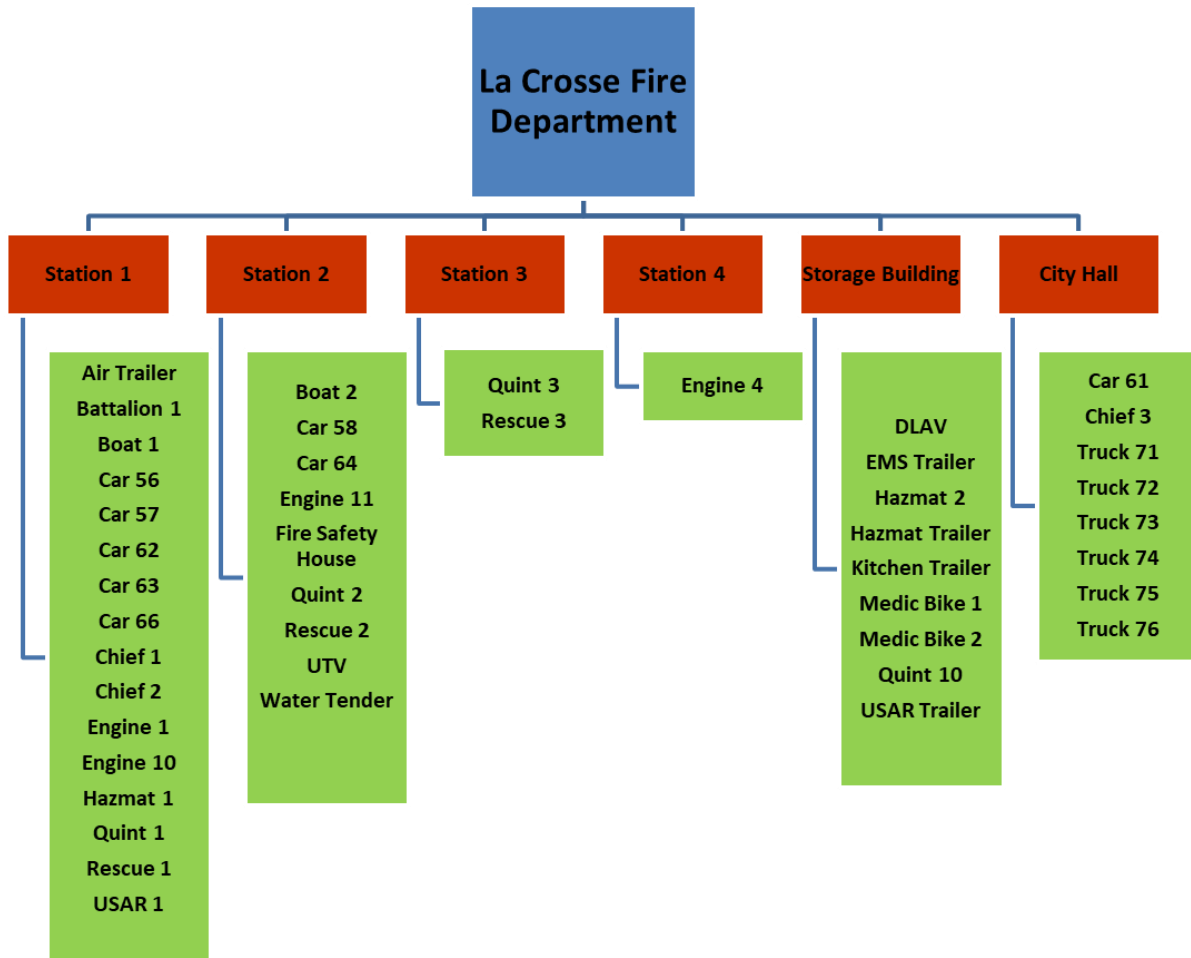 La Crosse Fire
Department
Station 1
Station 2
Station 3
Station 4
Storage Building
City Hall
Air Trailer
Battalion 1
Boat 1
Car 56
Car 57
Car 62
Car 63
Car 66
Chief 1
Chief 2
Engine 1
Engine 10
Hazmat 1
Quint 1
Rescue 1
USAR 1
Boat 2
Car 58
Car 64
Engine 11
Fire Safety
House
Quint 2
Rescue 2
UTV
Water Tender
Quint 3
Rescue 3
Engine 4
DLAV
EMS Trailer
Hazmat 2
Hazmat Trailer
Kitchen Trailer
Medic Bike 1
Medic Bike 2
Quint 10
USAR Trailer
Car 61
Chief 3
Truck 71
Truck 72
Truck 73
Truck 74
Truck 75
Truck 76